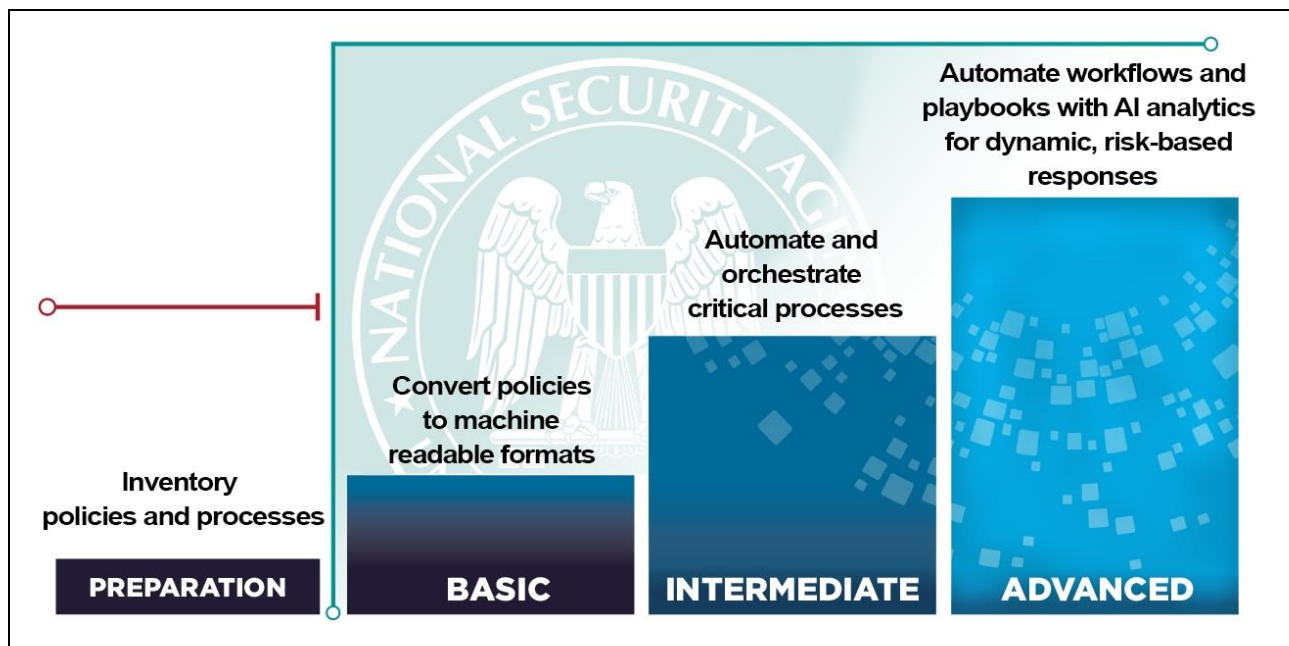 Automate workflows and
playbooks with AI analytics
for dynamic, risk-based
responses
NATIONAL SECURITY AGE
Automate and
orchestrate
critical processes
Convert policies
to machine
readable formats
Inventory
policies and processes
PREPARATION
BASIC
INTERMEDIATE
ADVANCED